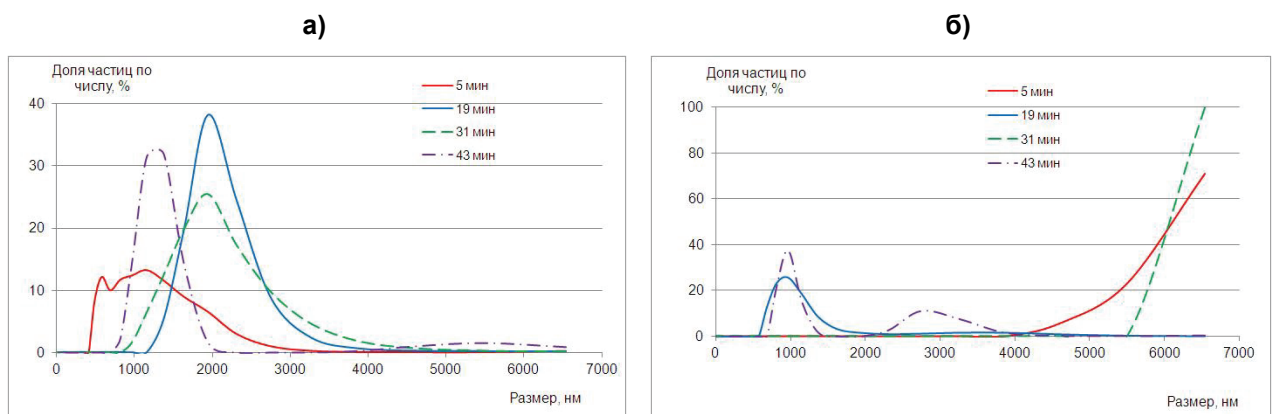 а)
Доля частиц по
числу, %
5 мин
19 мин
31 мин
43 мин
40
30
20
10
0
0 1000 2000 3000 4000 5000 6000 7000
Размер, нм
б)
Доля частиц по
числу, %
5 мин
19 мин
31 мин
43 мин
100
80
60
40
20
0
0 1000 2000 3000 4000 5000 6000 7000
Размер, нм